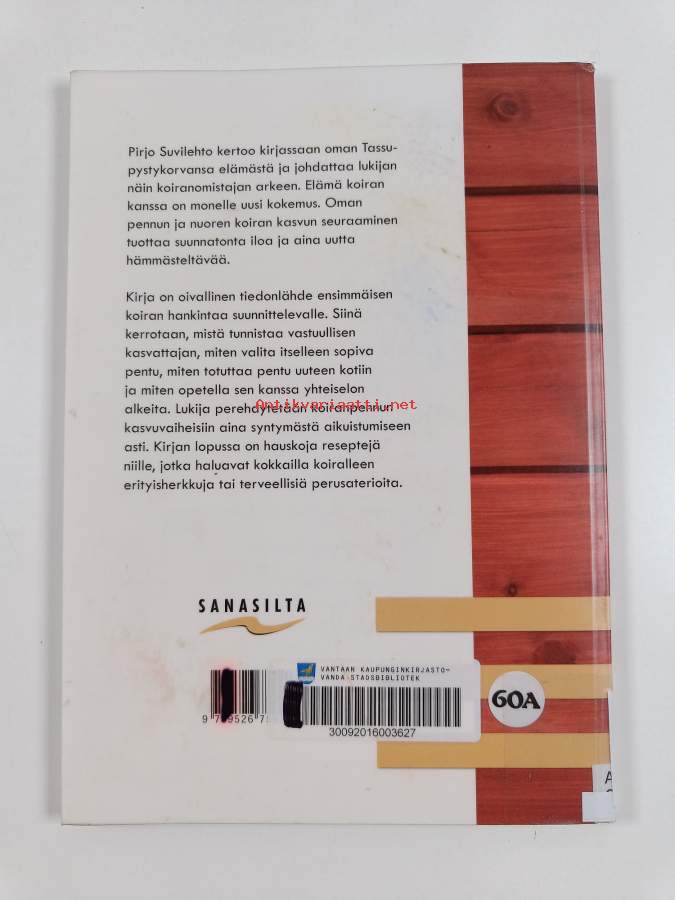 Pirjo Suvilehto kertoo kirjassaan oman Tassu-
pystykorvansa elämästä ja johdattaa lukijan
näin koiranomistajan arkeen. Elämä koiran
kanssa on monelle uusi kokemus. Oman
pennun ja nuoren koiran kasvun seuraaminen
tuottaa suunnatonta iloa ja aina uutta
hämmästeltävää.
Kirja on oivallinen tiedonlähde ensimmäisen
koiran hankintaa suunnittelevalle. Siinä
kerrotaan, mistä tunnistaa vastuullisen
kasvattajan, miten valita itselleen sopiva
pentu, miten totuttaa pentu uuteen kotiin
ja miten opetella sen kanssa yhteiselon
Antikvariaatti.net
alkeita. Lukija perehdytetään koiranpennun
kasvuvaiheisiin aina syntymästä aikuistumiseen
asti. Kirjan lopussa on hauskoja reseptejä
niille, jotka haluavat kokkailla koiralleen
erityisherkkuja tai terveellisiä perusaterioita.
SANASILTA
VANTAAN KAUPUNGINKIRJASTO-
VANDA STADSBIBLIOTEK
60A
30092016003627
A